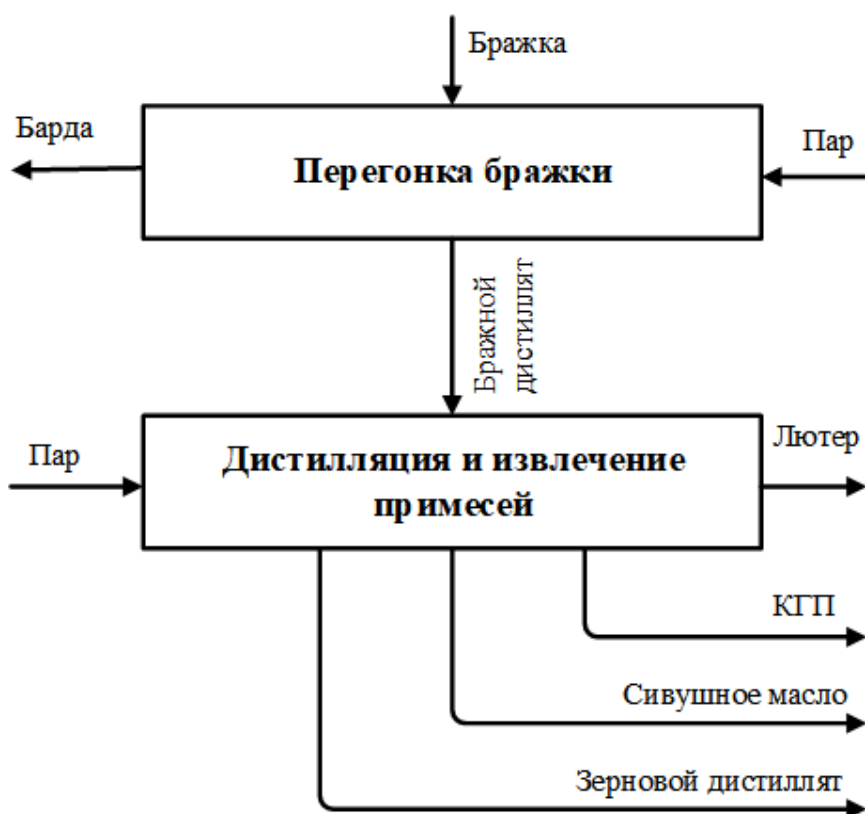 Бражка
Барда
Пар
Перегонка бражки
Бражной
дистиллят
Пар
Дистилляция и извлечение
примесей
Лютер
КГП
Сивушное масло
Зерновой дистиллят